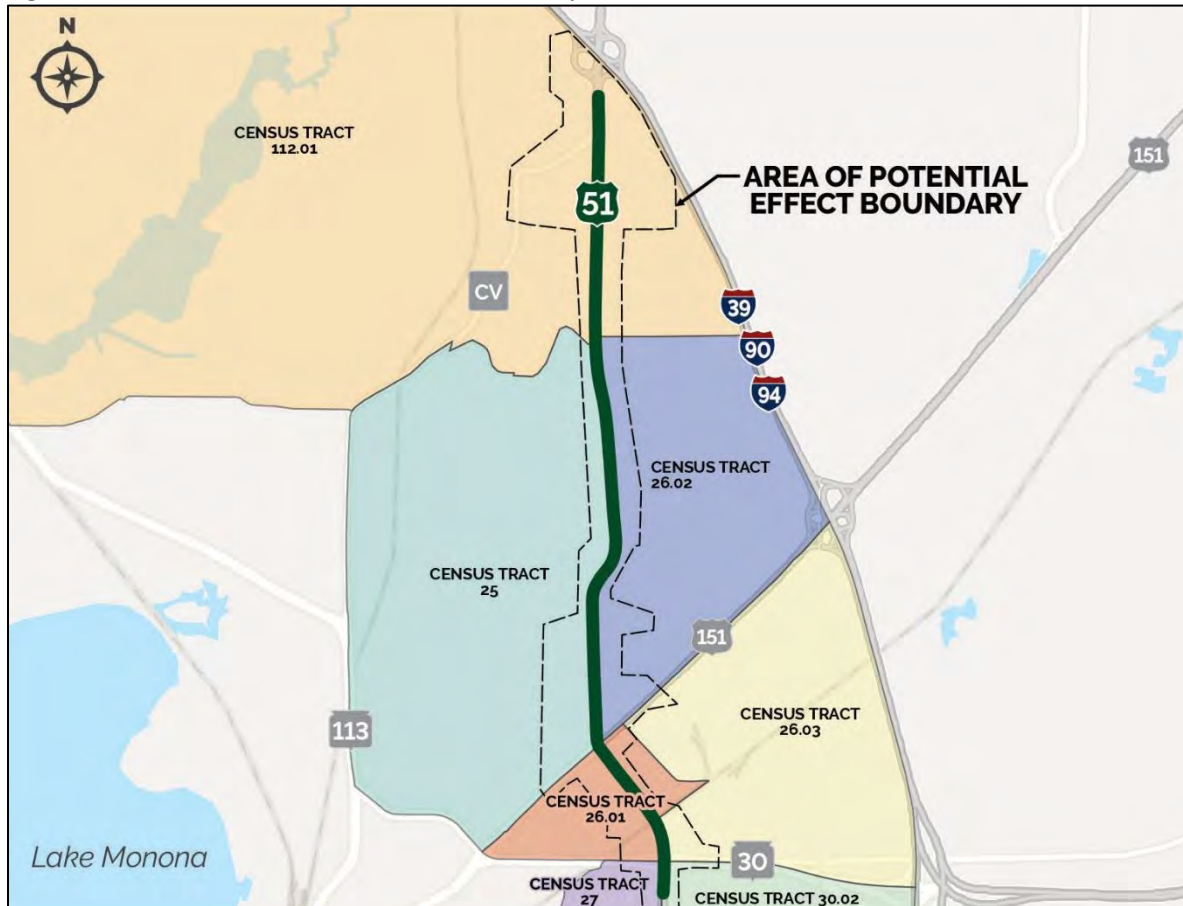 N
CENSUS TRACT
112.01
151
AREA OF POTENTIAL
EFFECT BOUNDARY
51
CV
39
90
94
CENSUS TRACT
26.02
CENSUS TRACT
25
151
CENSUS TRACT
26.03
113
CENSUS TRACT
26.01
Lake Monona
30
CENSUS TRACT
27
CENSUS TRACT 30.02